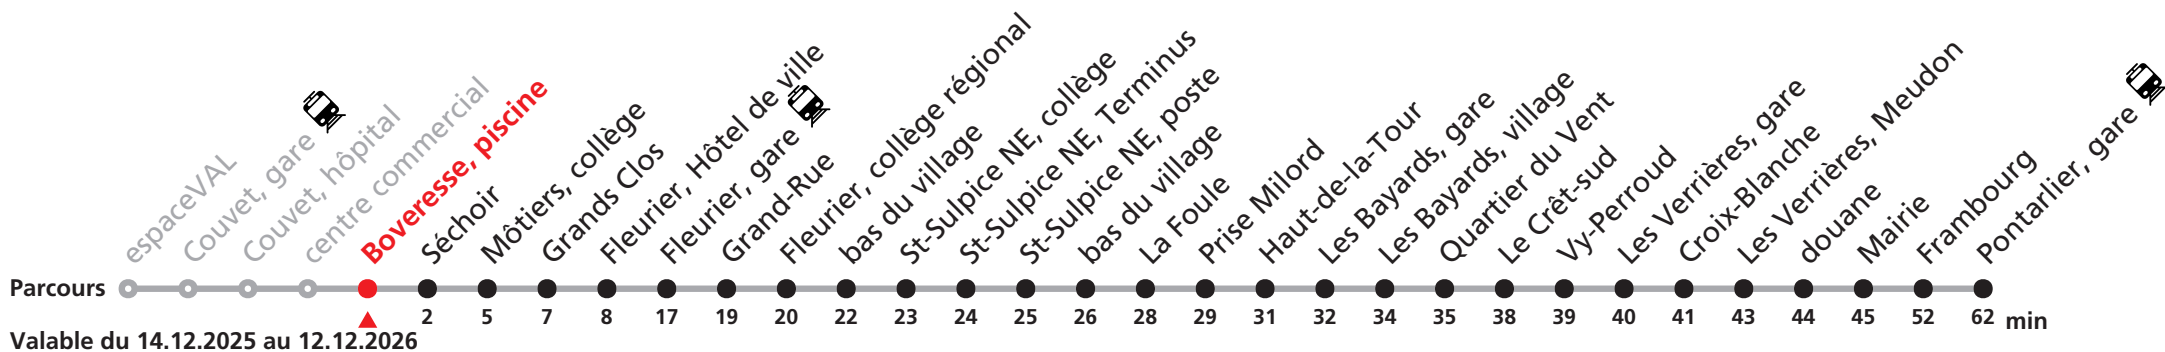 espaceVAL
Couvet, gare
Couvet, hôpital
centre commercial
Boveresse, piscine
Séchoir
Môtiers, collège
Grands Clos
Fleurier, Hôtel de ville
Fleurier, gare
Grand-Rue
Fleurier, collège régional
bas du village
St-Sulpice NE, collège
St-Sulpice NE, Terminus
St-Sulpice NE, poste
bas du village
La Foule
Prise Milord
Haut-de-la-Tour
Les Bayards, gare
Les Bayards, village
Quartier du Vent
Le Crêt-sud
Vy-Perroud
Les Verrières, gare
Croix-Blanche
Les Verrières, Meudon
douane
Mairie
Frambourg
Pontarlier, gare
Parcours
2 5 7 8 17 19 20 22 23 24 25 26 28 29 31 32 34 35 38 39 40 41 43 44 45 52 62 min
Valable du 14.12.2025 au 12.12.2026